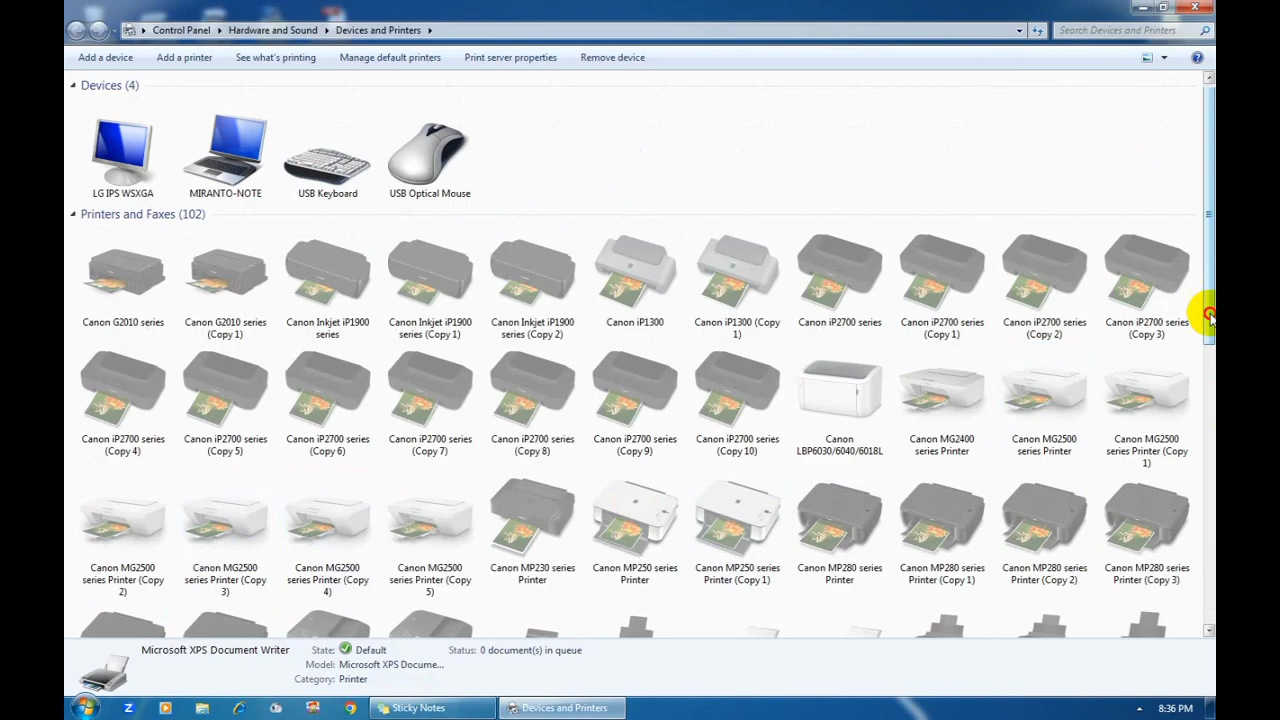 Control Panel
Hardware and Sound
Devices and Printers
Search Devices and Printers
Add a device
Add a printer
See what's printing
Manage default printers
Print server properties
Remove device
Devices (4)
LG IPS WSXGA
MIRANTO-NOTE
USB Keyboard
USB Optical Mouse
Printers and Faxes (102)
Canon G2010 series
Canon G2010 series
(Copy 1)
Canon Inkjet iP1900
series
Canon Inkjet iP1900
series (Copy 1)
Canon Inkjet iP1900
series (Copy 2)
Canon iP1300
Canon iP1300 (Copy
1)
Canon iP2700 series
Canon iP2700 series
(Copy 1)
Canon iP2700 series
(Copy 2)
Canon iP2700 series
(Copy 3)
Canon iP2700 series
(Copy 4)
Canon iP2700 series
(Copy 5)
Canon iP2700 series
(Copy 6)
Canon iP2700 series
(Copy 7)
Canon iP2700 series
(Copy 8)
Canon iP2700 series
(Copy 9)
Canon iP2700 series
(Copy 10)
Canon
LBP6030/6040/6018L
Canon MG2400
series Printer
Canon MG2500
series Printer
Canon MG2500
series Printer (Copy
1)
Canon MG2500
series Printer (Copy
2)
Canon MG2500
series Printer (Copy
3)
Canon MG2500
series Printer (Copy
4)
Canon MG2500
series Printer (Copy
5)
Canon MP230 series
Printer
Canon MP250 series
Printer
Canon MP250 series
Printer (Copy 1)
Canon MP280 series
Printer
Canon MP280 series
Printer (Copy 1)
Canon MP280 series
Printer (Copy 2)
Canon MP280 series
Printer (Copy 3)
Microsoft XPS Document Writer
State: Default
Status: 0 document(s) in queue
Model: Microsoft XPS Docume...
Category: Printer
Sticky Notes
Devices and Printers
8:36 PM